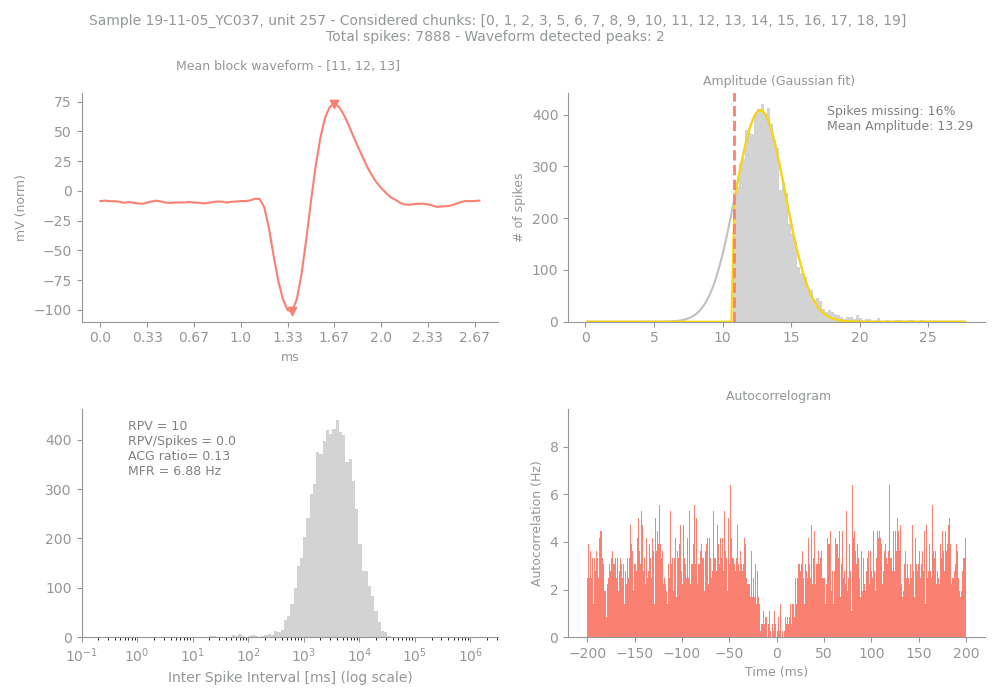 Sample 19-11-05_YC037, unit 257 - Considered chunks: [0, 1, 2, 3, 5, 6, 7, 8, 9, 10, 11, 12, 13, 14, 15, 16, 17, 18, 19]
Total spikes: 7888 - Waveform detected peaks: 2
Mean block waveform - [11, 12, 13]
mV (norm)
75
50
25
0
−25
−50
−75
−100
0.0 0.33 0.67 1.0 1.33 1.67 2.0 2.33 2.67
ms
Amplitude (Gaussian fit)
Spikes missing: 16%
Mean Amplitude: 13.29
# of spikes
400
300
200
100
0
0 5 10 15 20 25
RPV = 10
RPV/Spikes = 0.0
ACG ratio= 0.13
MFR = 6.88 Hz
400
300
200
100
0
10⁻¹ 10⁰ 10¹ 10² 10³ 10⁴ 10⁵ 10⁶
Inter Spike Interval [ms] (log scale)
Autocorrelogram
Autocorrelation (Hz)
8
6
4
2
0
−200 −150 −100 −50 0 50 100 150 200
Time (ms)